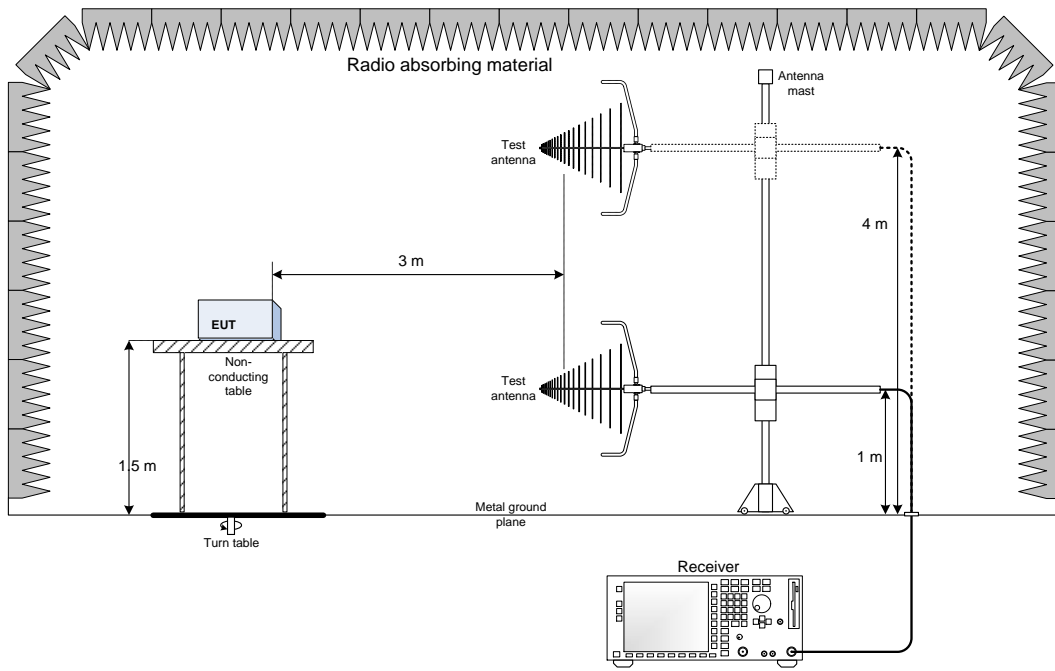 Radio absorbing material
Antenna
mast
Test
antenna
4 m
3 m
EUT
Non-
conducting
table
Test
antenna
1.5 m
1 m
Metal ground
plane
Turn table
Receiver